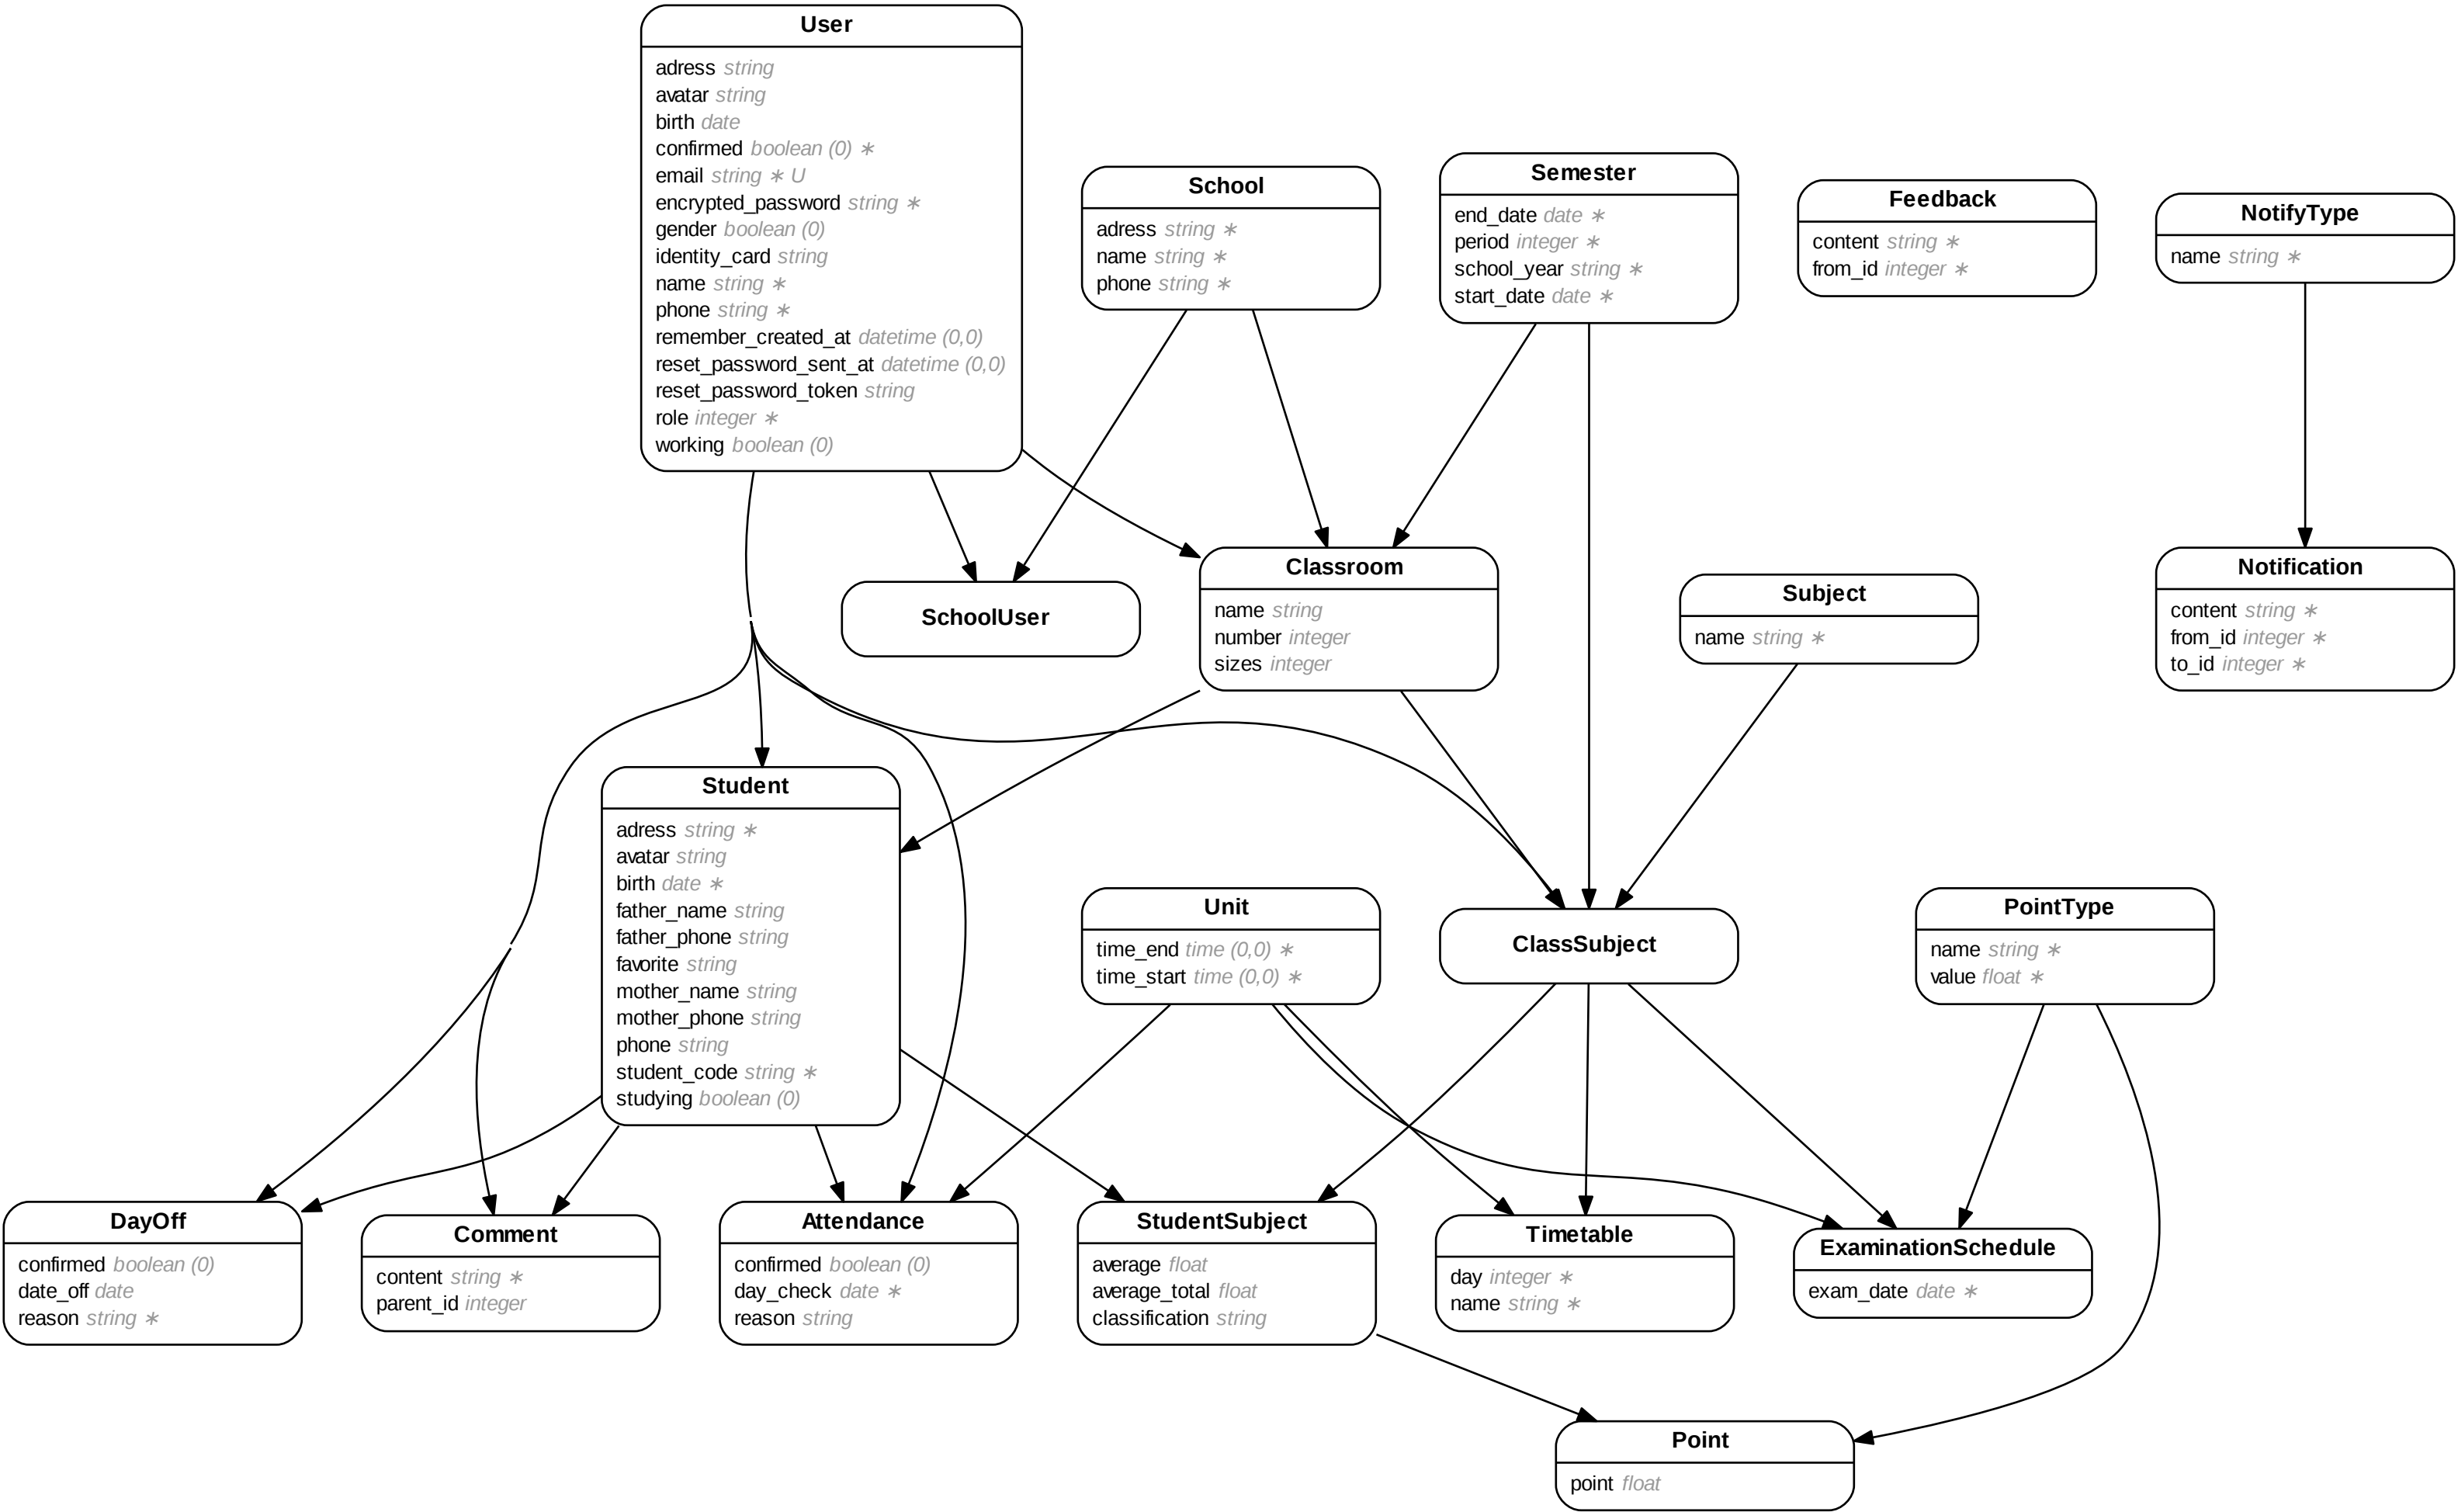 User
adress string
avatar string
birth date
confirmed boolean (0) ∗
email string ∗ U
encrypted_password string ∗
gender boolean (0)
identity_card string
name string ∗
phone string ∗
remember_created_at datetime (0,0)
reset_password_sent_at datetime (0,0)
reset_password_token string
role integer ∗
working boolean (0)
School
adress string ∗
name string ∗
phone string ∗
Semester
end_date date ∗
period integer ∗
school_year string ∗
start_date date ∗
Feedback
content string ∗
from_id integer ∗
NotifyType
name string ∗
SchoolUser
Classroom
name string
number integer
sizes integer
Subject
name string ∗
Notification
content string ∗
from_id integer ∗
to_id integer ∗
Student
adress string ∗
avatar string
birth date ∗
father_name string
father_phone string
favorite string
mother_name string
mother_phone string
phone string
student_code string ∗
studying boolean (0)
Unit
time_end time (0,0) ∗
time_start time (0,0) ∗
ClassSubject
PointType
name string ∗
value float ∗
DayOff
confirmed boolean (0)
date_off date
reason string ∗
Comment
content string ∗
parent_id integer
Attendance
confirmed boolean (0)
day_check date ∗
reason string
StudentSubject
average float
average_total float
classification string
Timetable
day integer ∗
name string ∗
ExaminationSchedule
exam_date date ∗
Point
point float